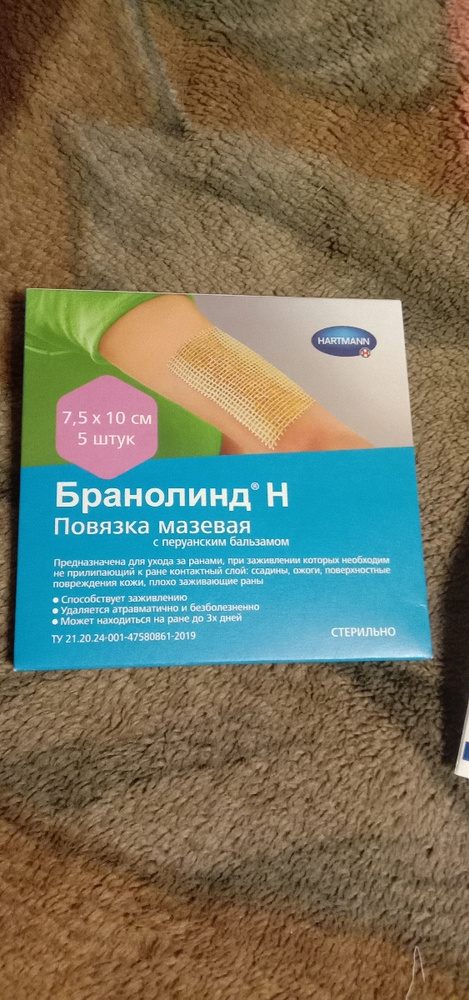 HARTMANN
7,5 x 10 см
5 штук
Бранолинд® Н
Повязка мазевая
с перуанским бальзамом
Предназначена для ухода за ранами, при заживлении которых необходим
не прилипающий к ране контактный слой: ссадины, ожоги, поверхностные
повреждения кожи, плохо заживающие раны
● Способствует заживлению
● Удаляется атравматично и безболезненно
● Может находиться на ране до 3х дней
ТУ 21.20.24-001-47580861-2019
СТЕРИЛЬНО